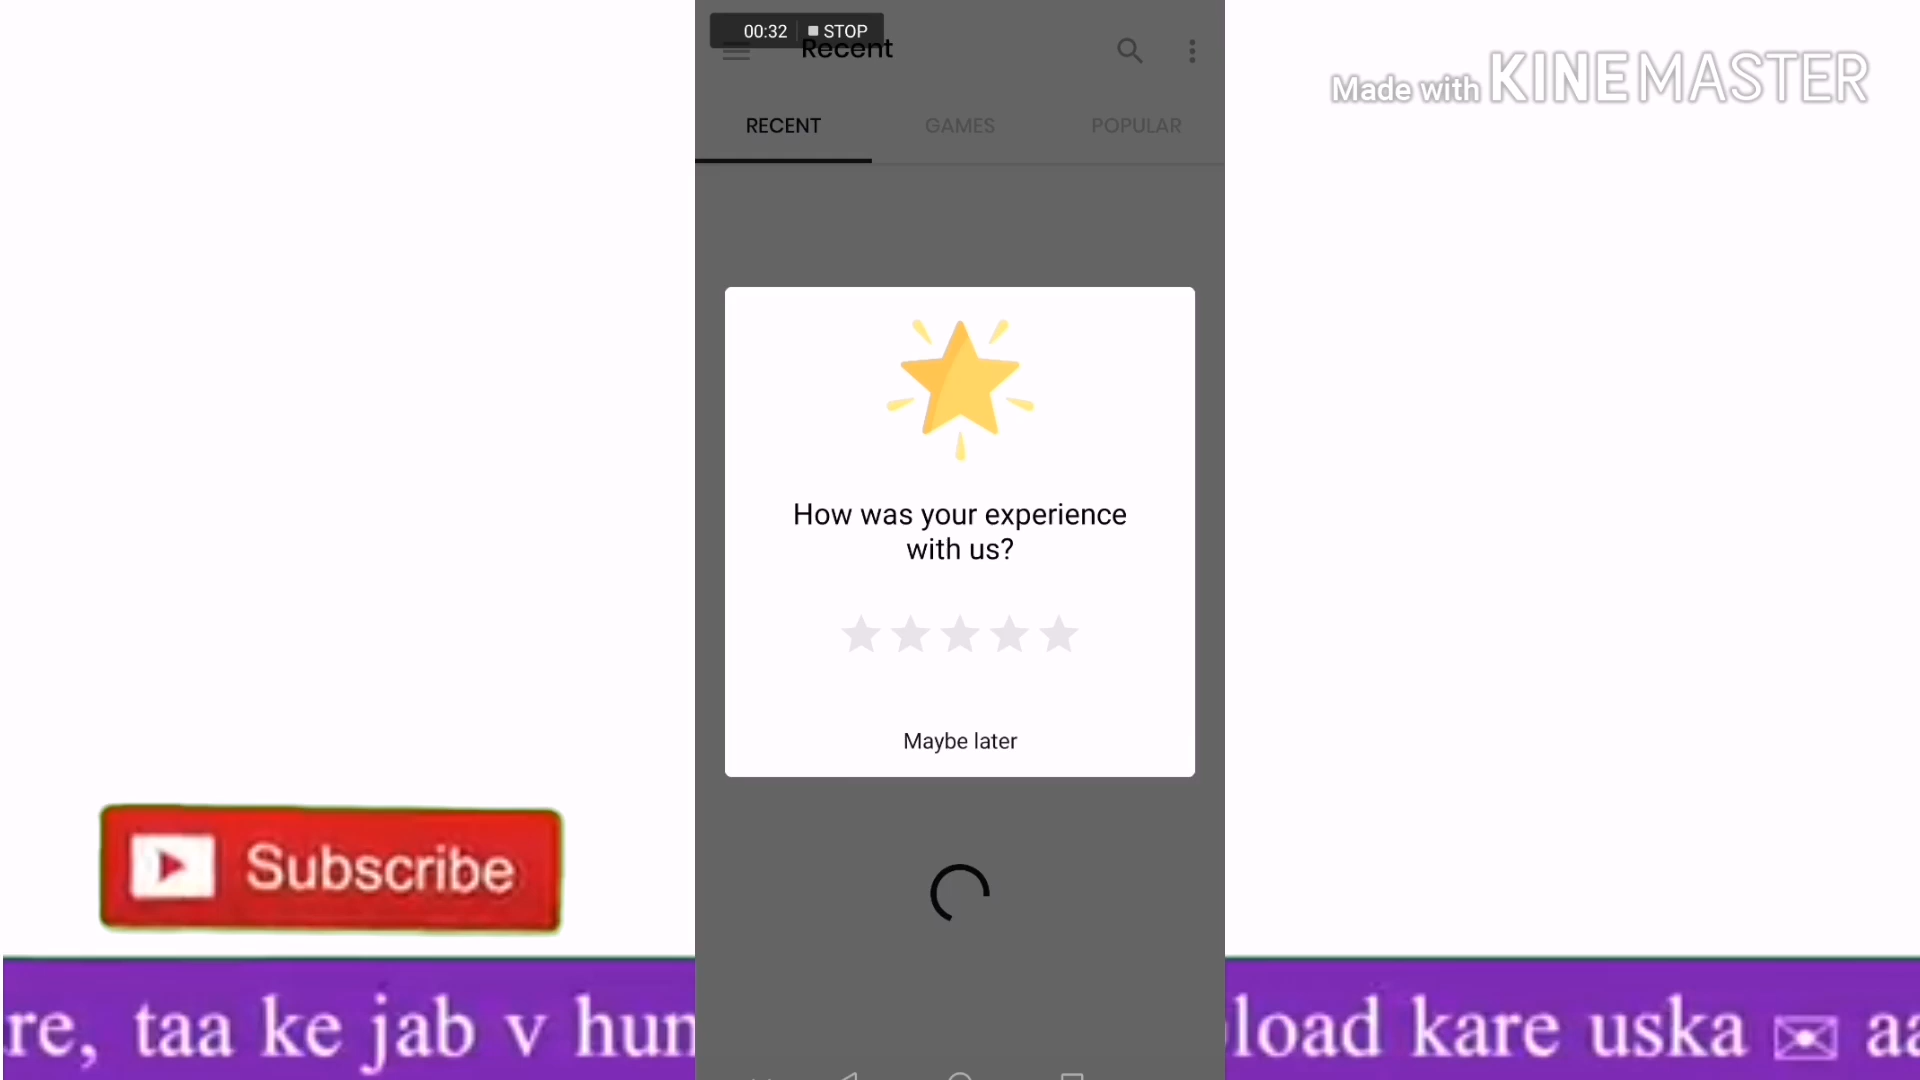 00:32 STOP
Recent
Made with KINEMASTER
RECENT GAMES POPULAR
How was your experience
with us?
Maybe later
Subscribe
re, taa ke jab v hun
load kare uska ✉ aa